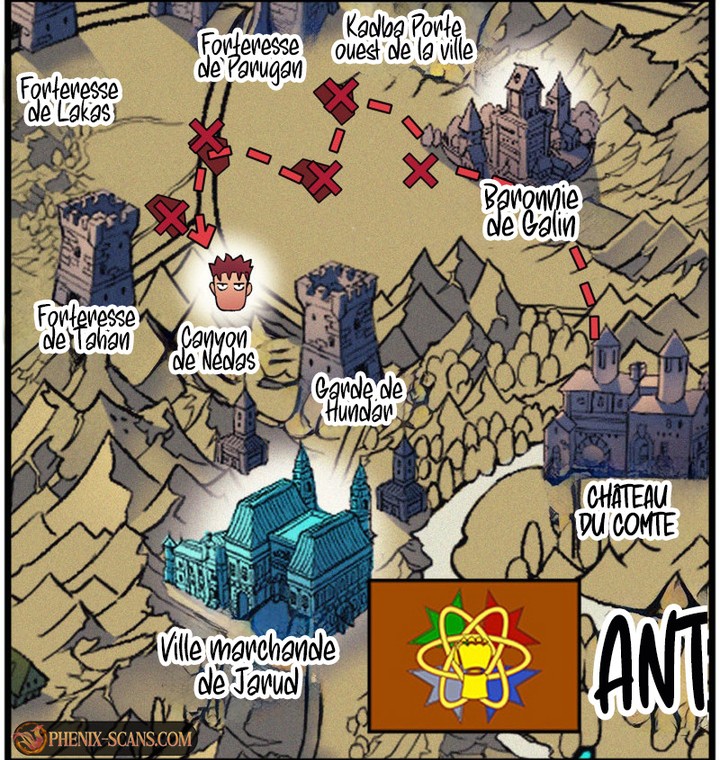 Kadba Porte
ouest de la ville
Forteresse
de Parugan
Forteresse
de Lakas
Baronnie
de Galin
Forteresse
de Tahan
Canyon
de Nedas
Garde de
Hundar
CHÂTEAU
DU COMTE
Ville marchande
de Jarud
ANT
PHENIX-SCANS.COM